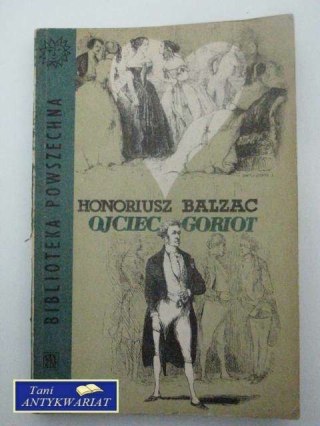 BIBLIOTEKA POWSZECHNA
HONORIUSZ BALZAC
OJCIEC GORIOT
Tani
ANTYKWARIAT